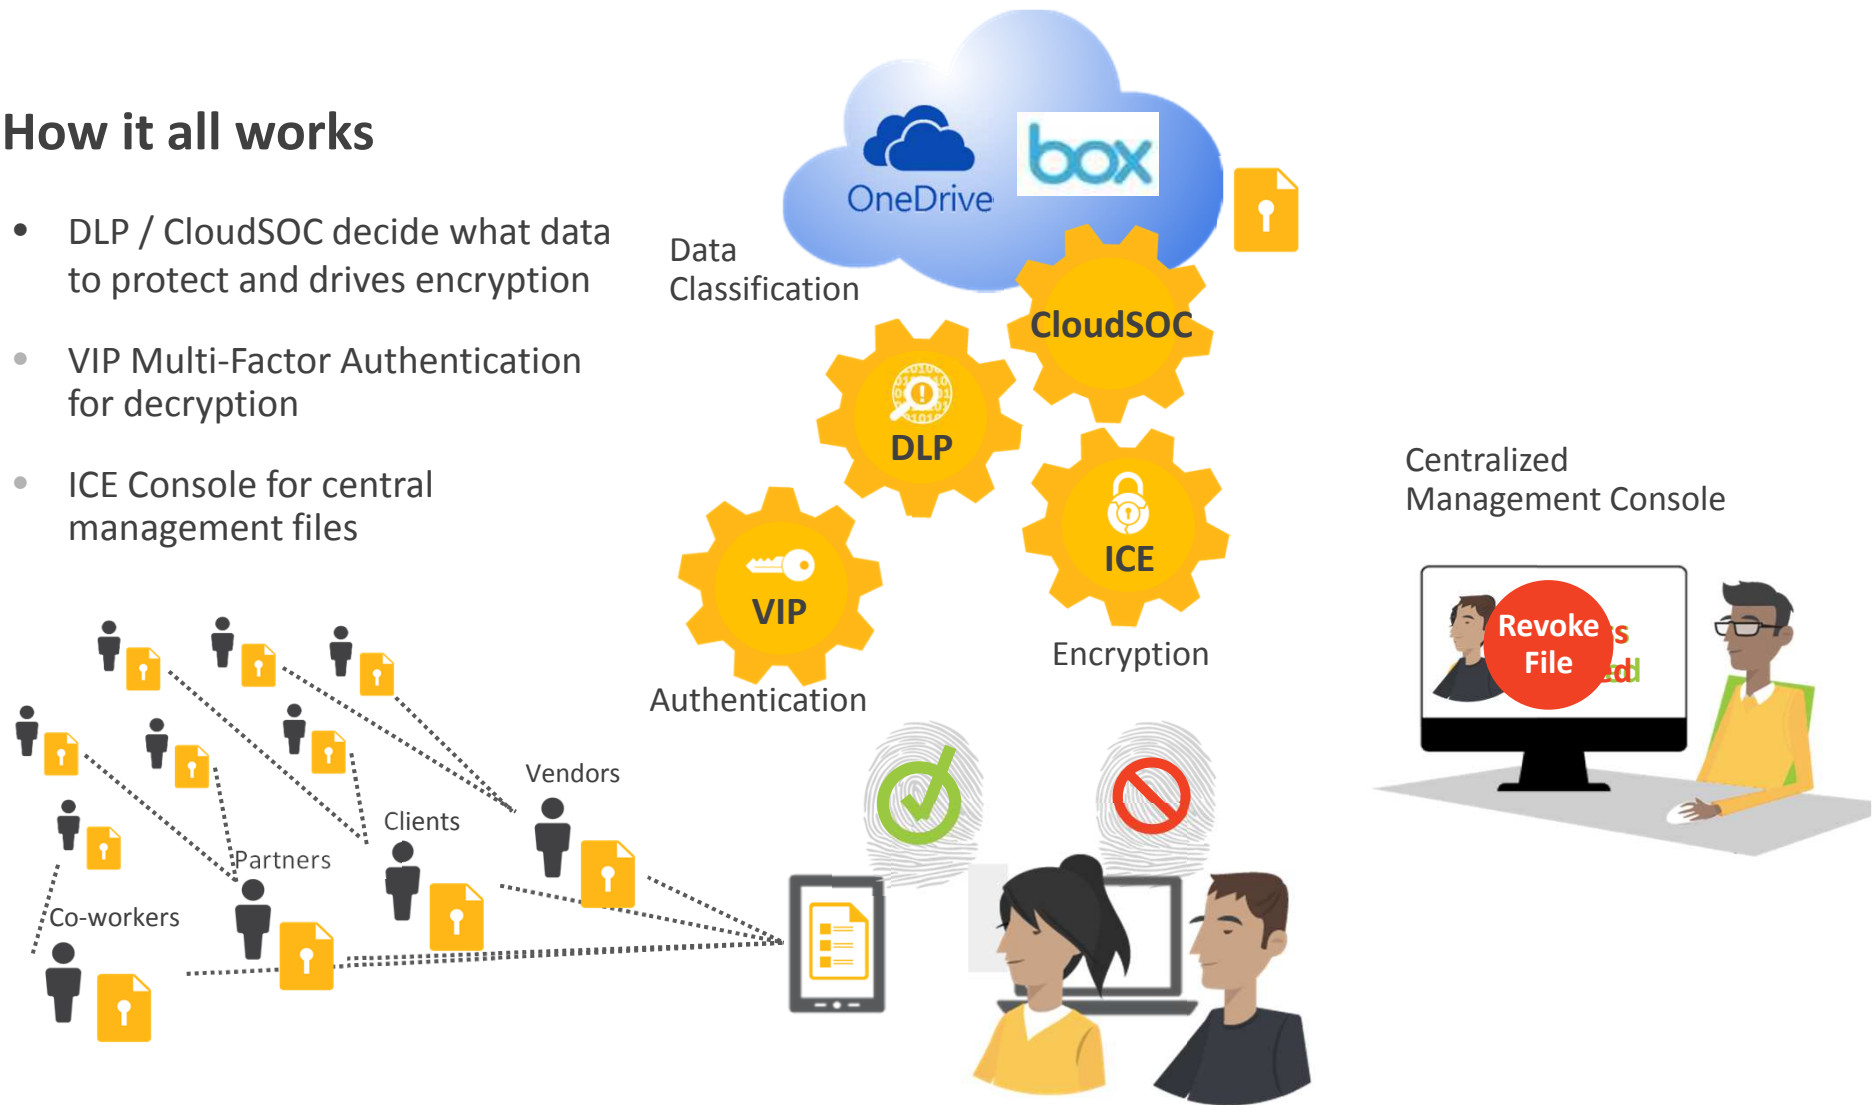 How it all works
• DLP / CloudSOC decide what data
to protect and drives encryption
• VIP Multi-Factor Authentication
for decryption
• ICE Console for central
management files
OneDrive
box
Data
Classification
CloudSOC
DLP
ICE
VIP
Encryption
Authentication
Centralized
Management Console
Revoke
File
Vendors
Clients
Partners
Co-workers